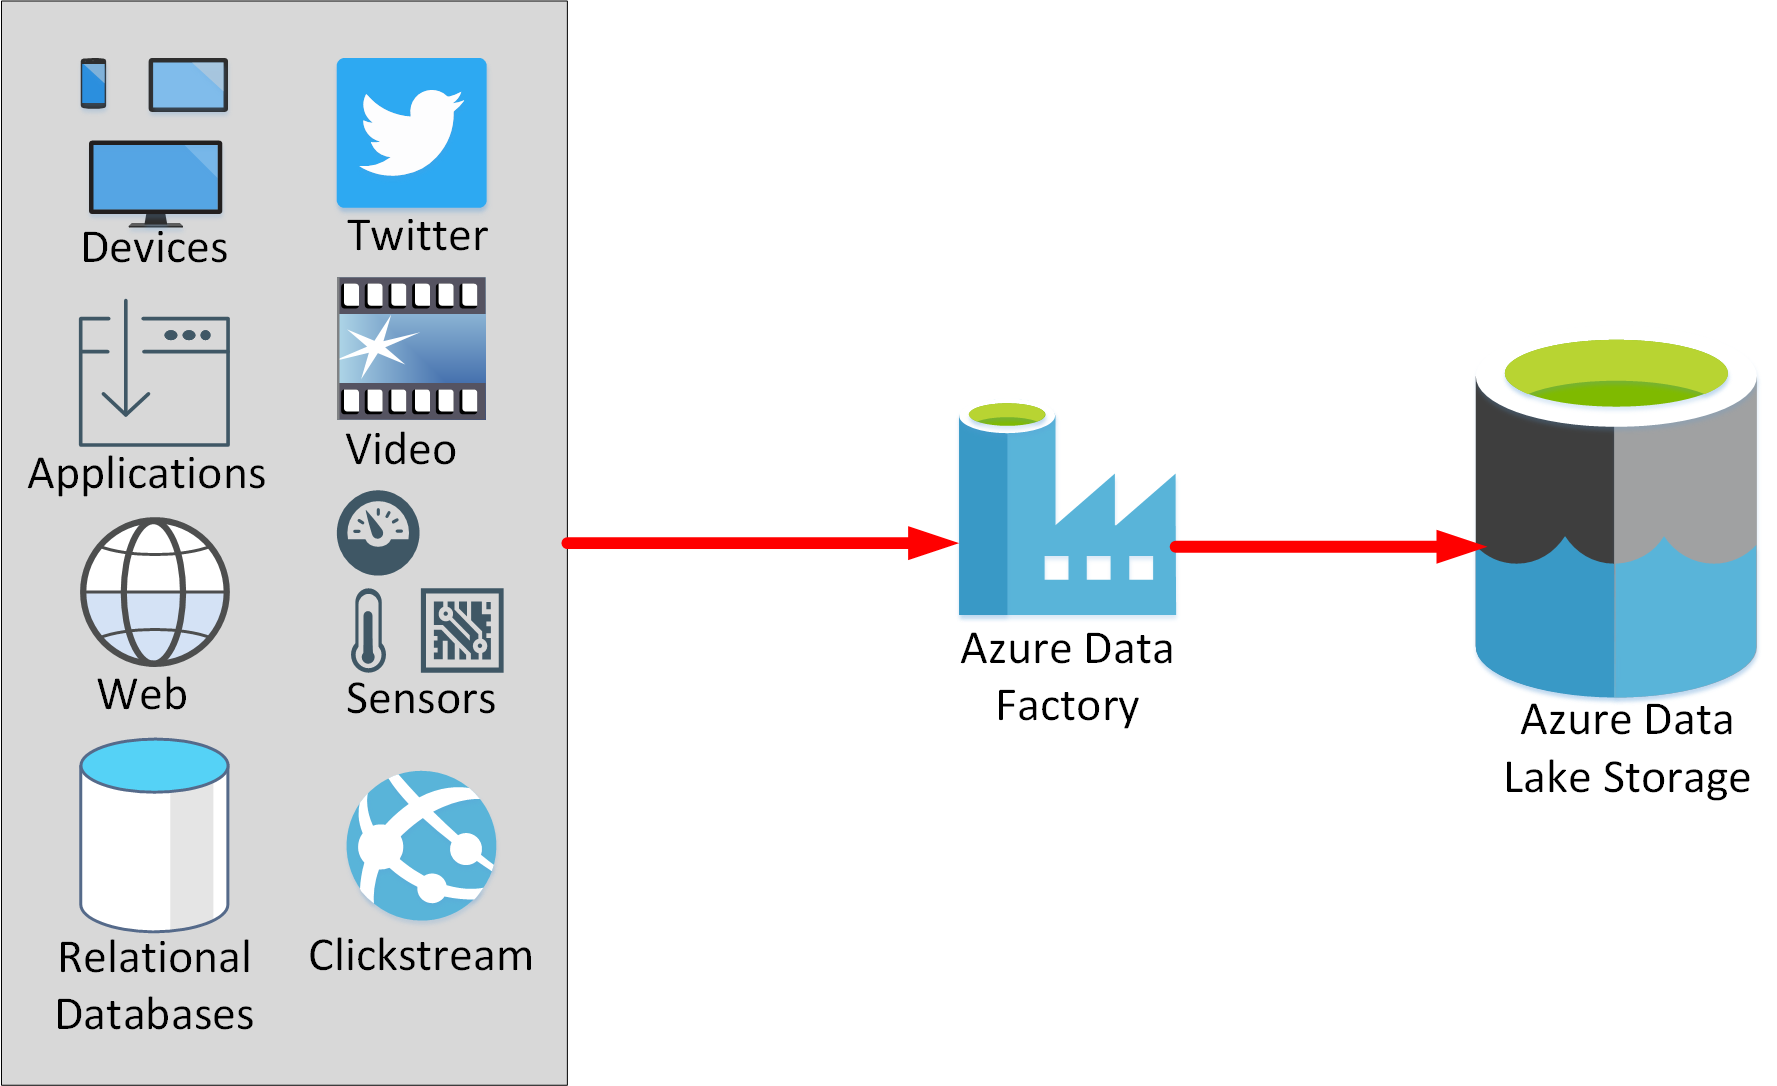 Devices
Twitter
Applications
Video
Web
Sensors
Relational
Databases
Clickstream
Azure Data
Factory
Azure Data
Lake Storage